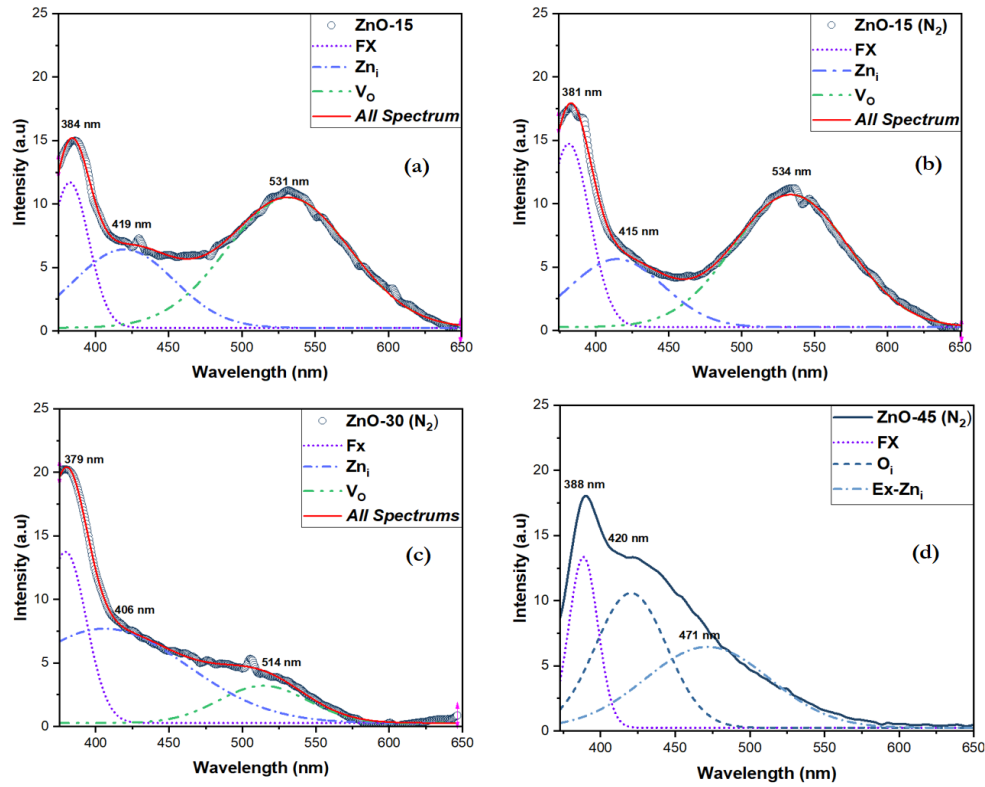 ZnO-15
FX
Zni
VO
All Spectrum
384 nm
419 nm
531 nm
(a)
Intensity (a.u)
25
20
15
10
5
0
400 450 500 550 600 650
Wavelength (nm)
ZnO-15 (N2)
FX
Zni
VO
All Spectrum
381 nm
415 nm
534 nm
(b)
Intensity (a.u)
25
20
15
10
5
0
400 450 500 550 600 650
Wavelength (nm)
ZnO-30 (N2)
Fx
Zni
VO
All Spectrums
379 nm
406 nm
514 nm
(c)
Intensity (a.u)
25
20
15
10
5
0
400 450 500 550 600 650
Wavelength (nm)
ZnO-45 (N2)
FX
Oi
Ex-Zni
388 nm
420 nm
471 nm
(d)
Intensity (a.u)
25
20
15
10
5
0
400 450 500 550 600 650
Wavelength (nm)